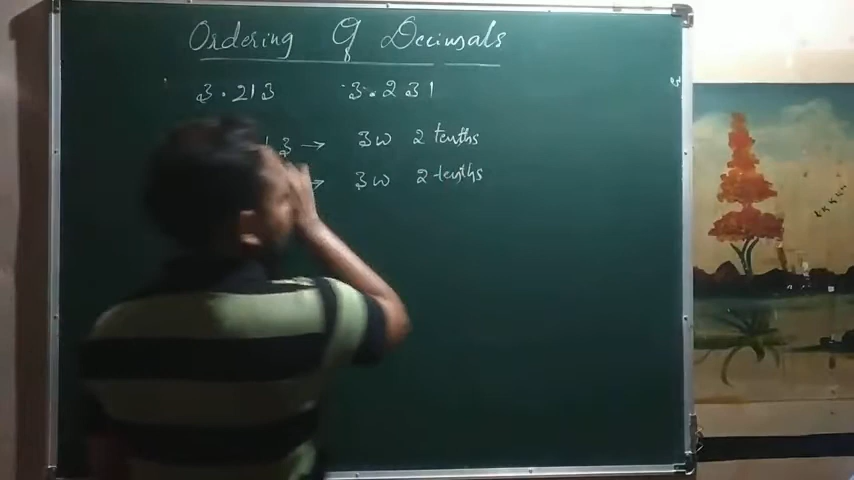 Ordering Of Decimals
3.213 3.231
3 → 3w 2 tenths
→ 3w 2 tenths